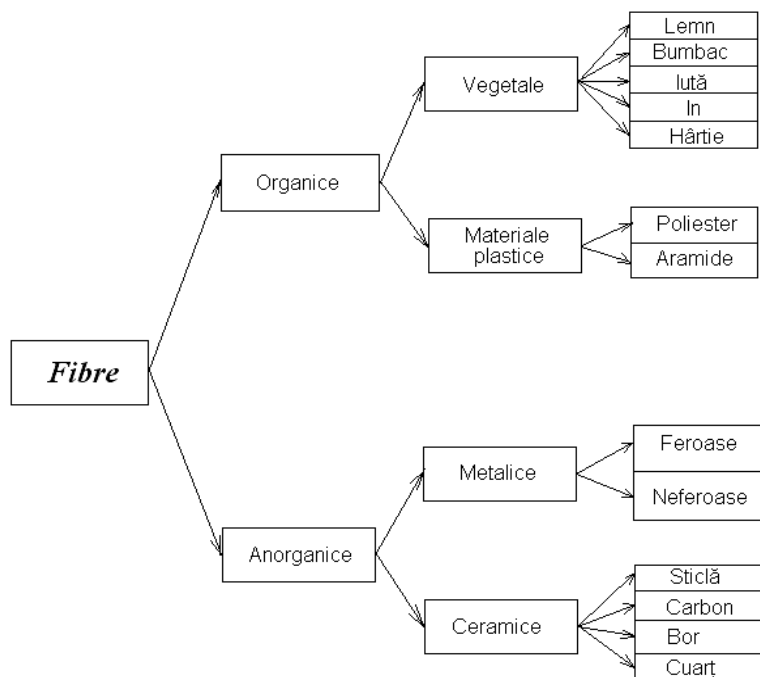 Lemn
Bumbac
Iută
In
Hârtie
Vegetale
Organice
Materiale
plastice
Poliester
Aramide
Fibre
Metalice
Feroase
Neferoase
Anorganice
Ceramice
Sticlă
Carbon
Bor
Cuarț